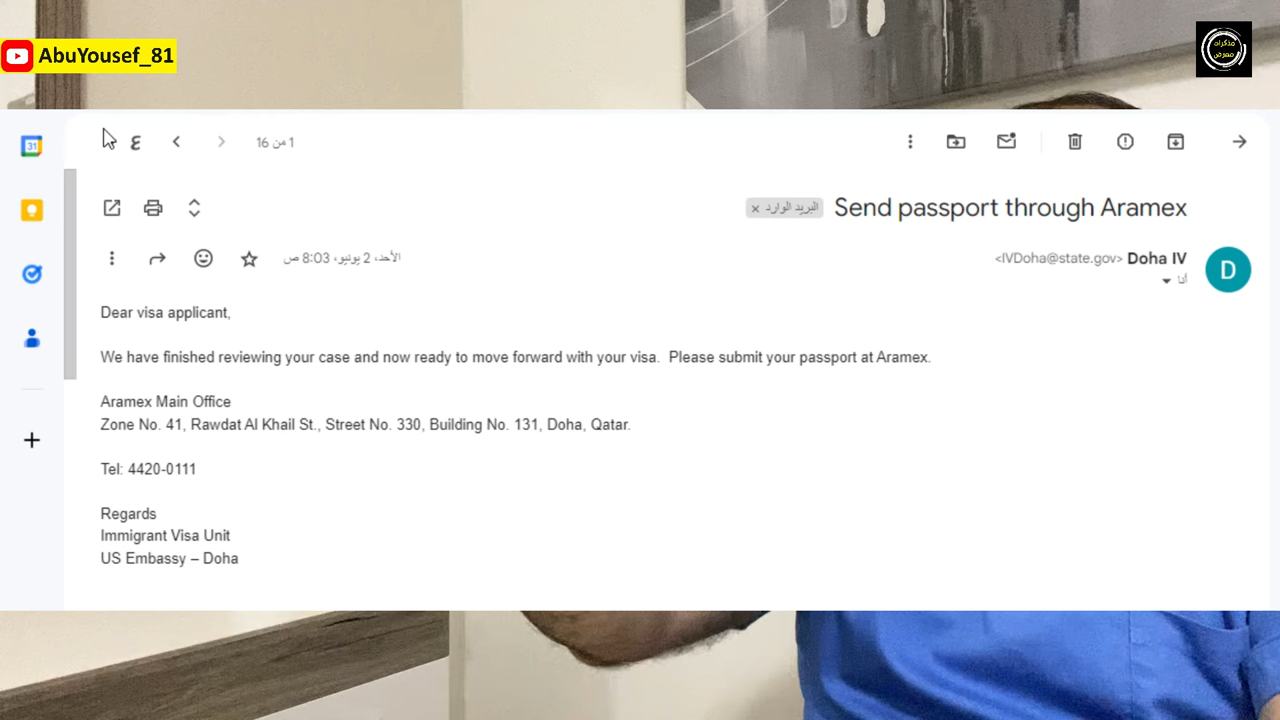 AbuYousef_81
مذكرات
ممرض
31
ع
1 من 16
Send passport through Aramex
البريد الوارد ×
Doha IV <IVDoha@state.gov>
الأحد، 2 يونيو، 8:03 ص
أنا
D
Dear visa applicant,
We have finished reviewing your case and now ready to move forward with your visa.  Please submit your passport at Aramex.
Aramex Main Office
Zone No. 41, Rawdat Al Khail St., Street No. 330, Building No. 131, Doha, Qatar.
Tel: 4420-0111
Regards
Immigrant Visa Unit
US Embassy – Doha